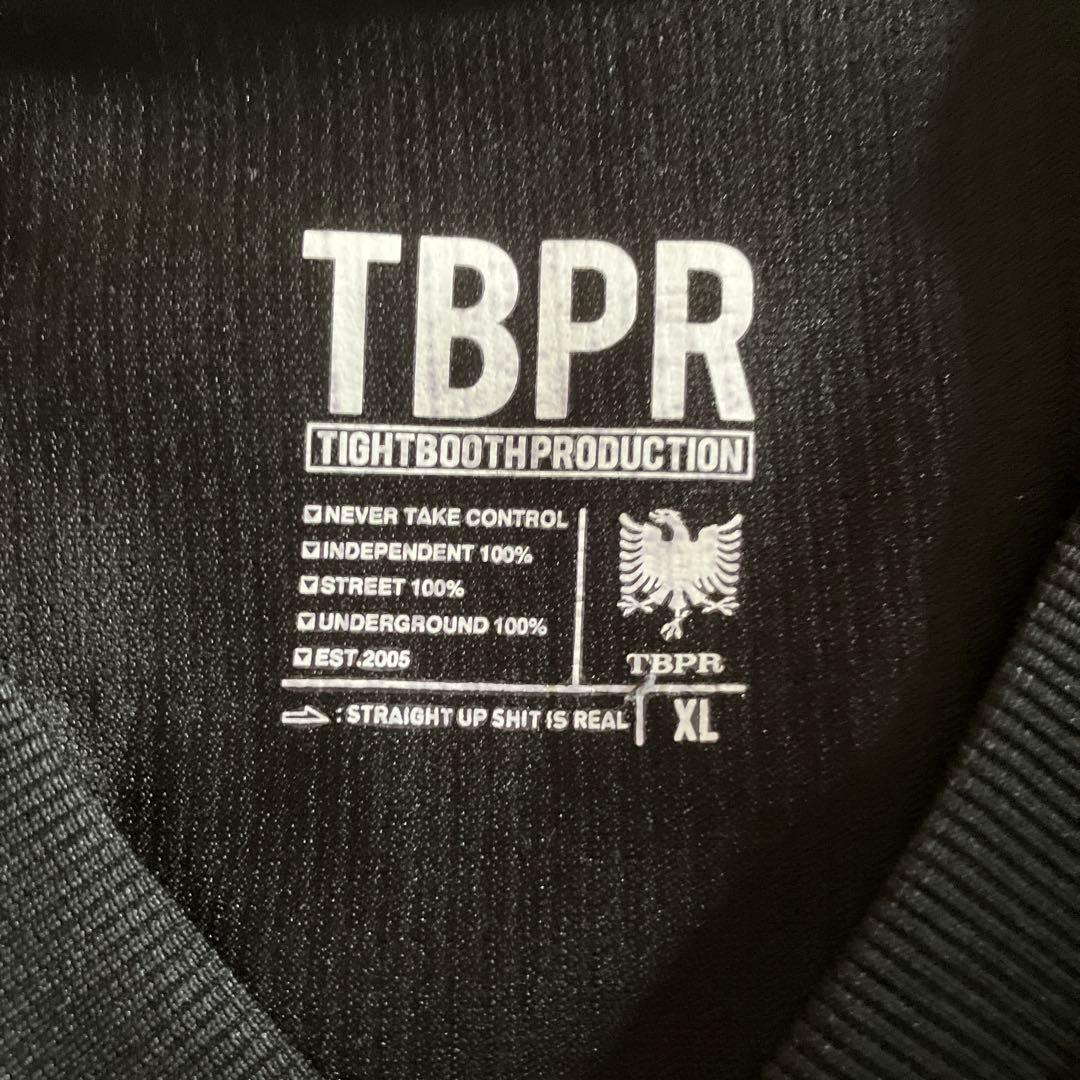 TBPR
TIGHTBOOTHPRODUCTION
NEVER TAKE CONTROL
INDEPENDENT 100%
STREET 100%
UNDERGROUND 100%
EST.2005
TBPR
: STRAIGHT UP SHIT IS REAL
XL